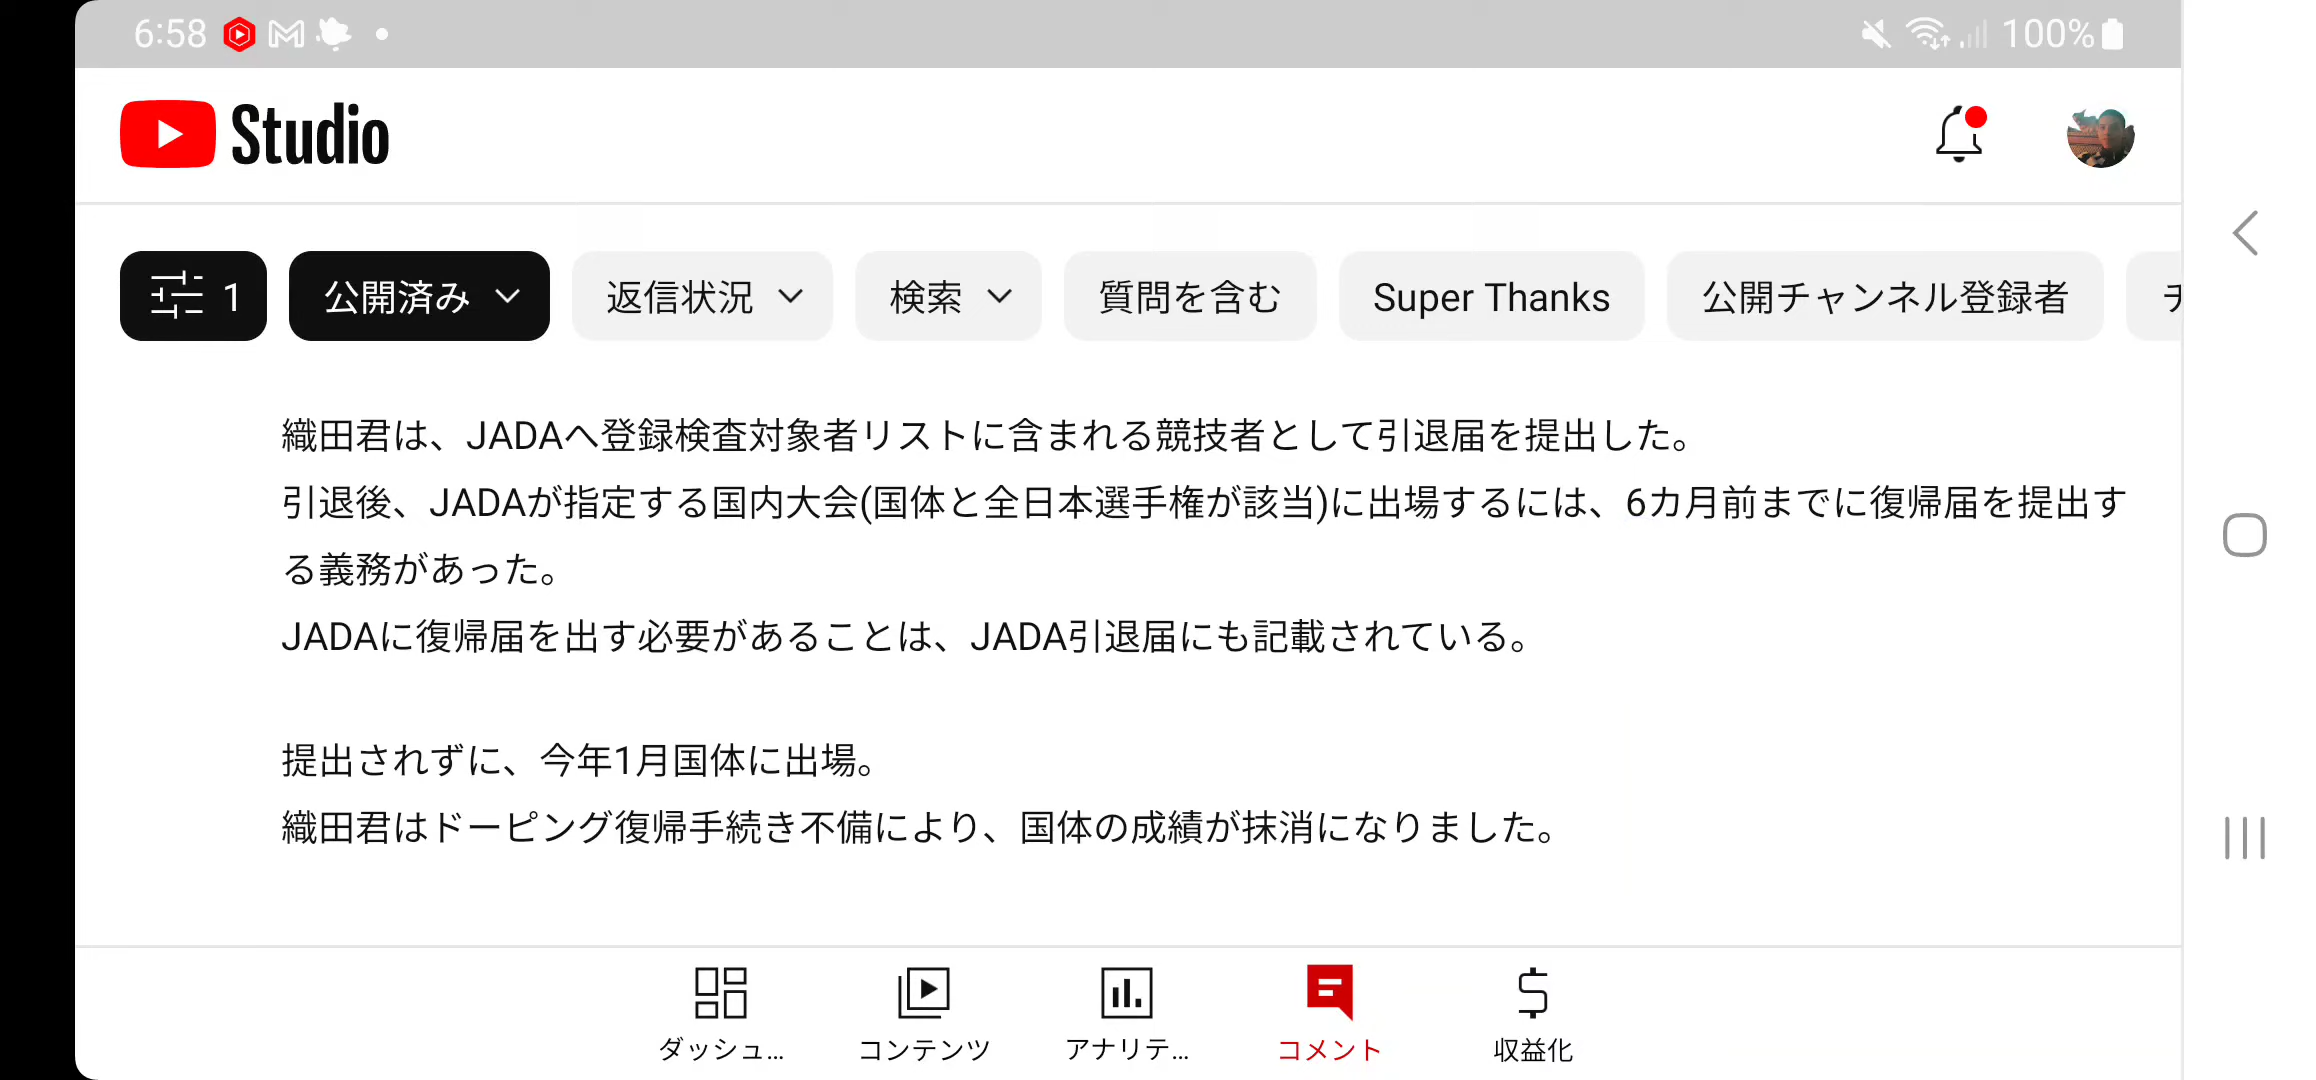 6:58
100%
Studio
1
公開済み
返信状況
検索
質問を含む
Super Thanks
公開チャンネル登録者
織田君は、JADAへ登録検査対象者リストに含まれる競技者として引退届を提出した。
引退後、JADAが指定する国内大会(国体と全日本選手権が該当)に出場するには、6カ月前までに復帰届を提出す
る義務があった。
JADAに復帰届を出す必要があることは、JADA引退届にも記載されている。
提出されずに、今年1月国体に出場。
織田君はドーピング復帰手続き不備により、国体の成績が抹消になりました。
ダッシュ...
コンテンツ
アナリテ...
コメント
収益化